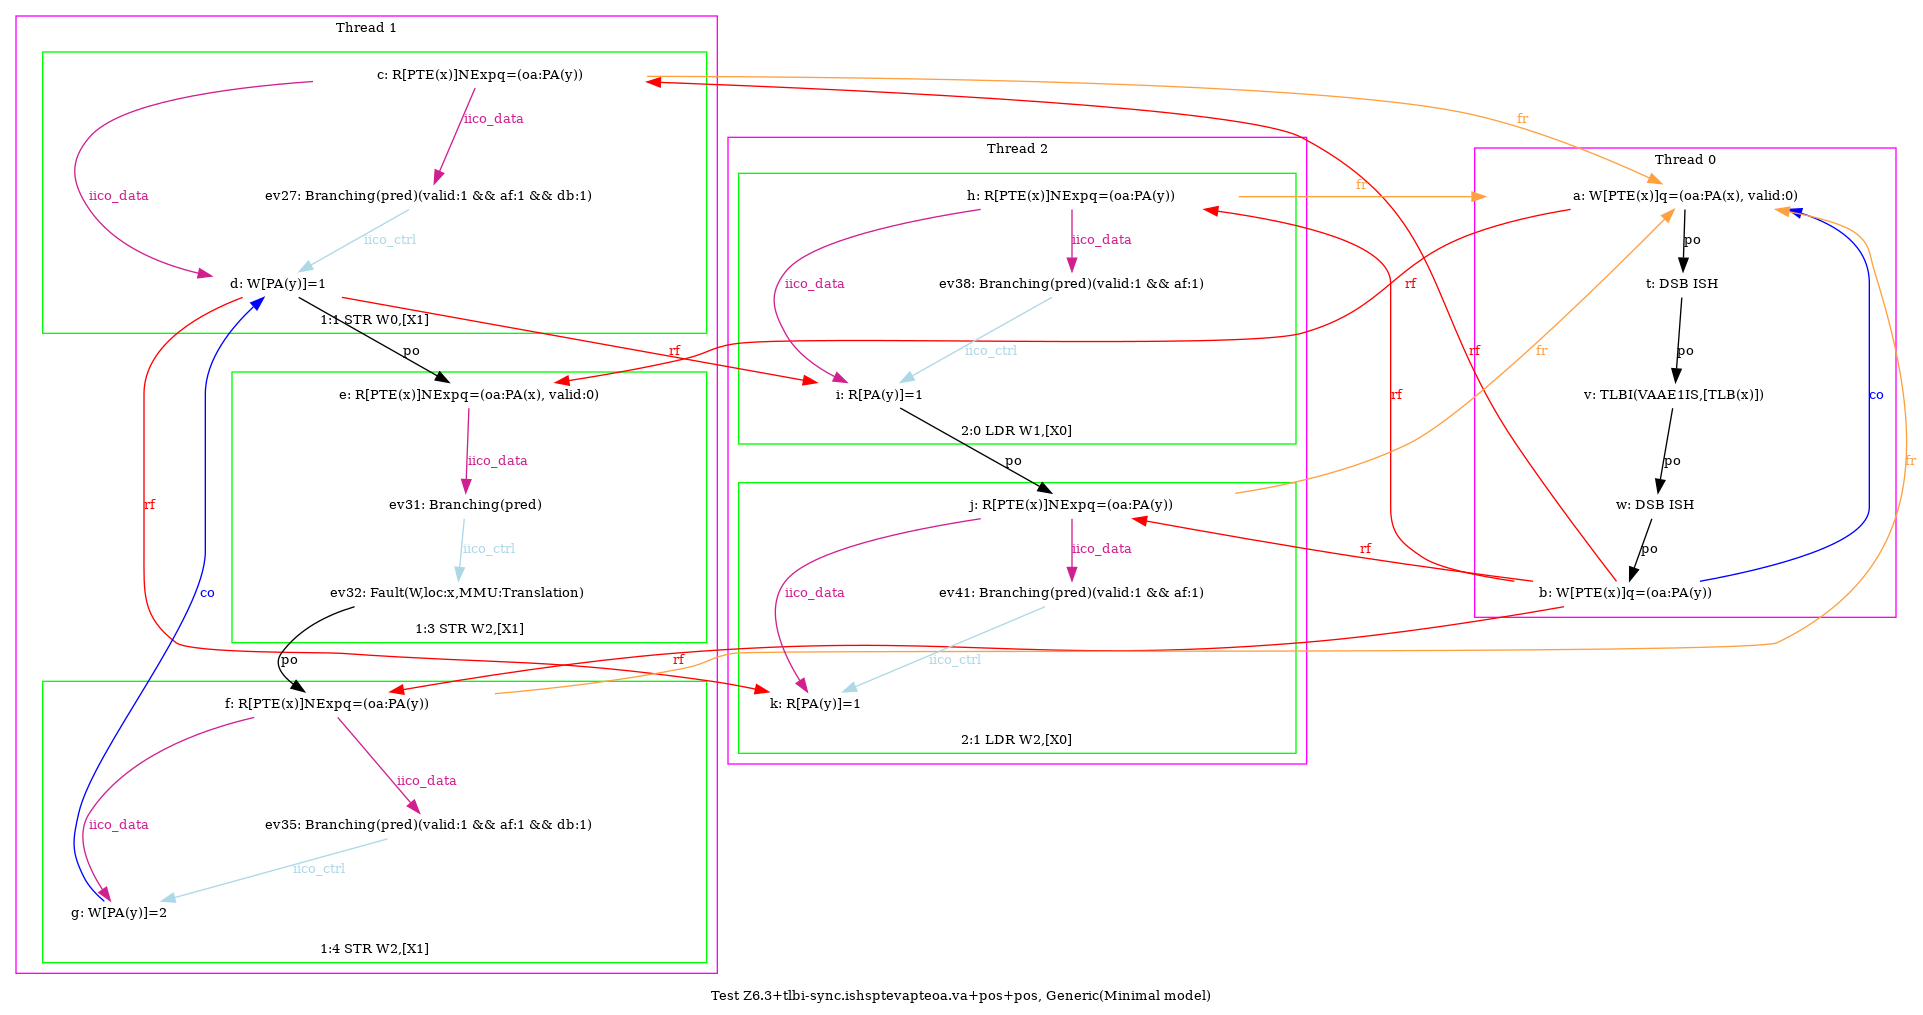 Thread 1
c: R[PTE(x)]NExpq=(oa:PA(y))
iico_data
fr
Thread 2
Thread 0
ev27: Branching(pred)(valid:1 && af:1 && db:1)
iico_data
h: R[PTE(x)]NExpq=(oa:PA(y))
fr
a: W[PTE(x)]q=(oa:PA(x), valid:0)
iico_ctrl
iico_data
po
d: W[PA(y)]=1
iico_data
ev38: Branching(pred)(valid:1 && af:1)
rf
t: DSB ISH
1:1 STR W0,[X1]
po
rf
iico_ctrl
fr
rf
po
e: R[PTE(x)]NExpq=(oa:PA(x), valid:0)
i: R[PA(y)]=1
rf
v: TLBI(VAAE1IS,[TLB(x)])
co
2:0 LDR W1,[X0]
iico_data
po
po
fr
rf
ev31: Branching(pred)
j: R[PTE(x)]NExpq=(oa:PA(y))
w: DSB ISH
iico_ctrl
iico_data
rf
po
co
ev32: Fault(W,loc:x,MMU:Translation)
iico_data
ev41: Branching(pred)(valid:1 && af:1)
b: W[PTE(x)]q=(oa:PA(y))
1:3 STR W2,[X1]
po
rf
iico_ctrl
f: R[PTE(x)]NExpq=(oa:PA(y))
k: R[PA(y)]=1
2:1 LDR W2,[X0]
iico_data
iico_data
ev35: Branching(pred)(valid:1 && af:1 && db:1)
iico_ctrl
g: W[PA(y)]=2
1:4 STR W2,[X1]
Test Z6.3+tlbi-sync.ishsptevapteoa.va+pos+pos, Generic(Minimal model)